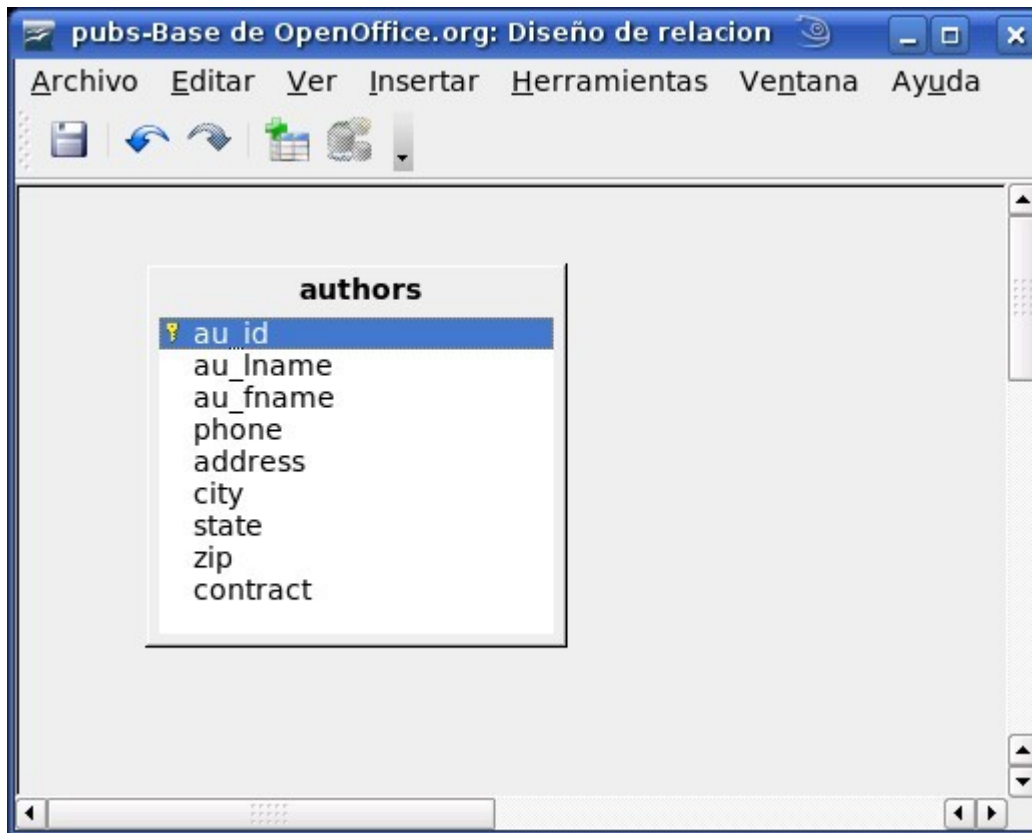 pubs-Base de OpenOffice.org: Diseño de relacion
Archivo Editar Ver Insertar Herramientas Ventana Ayuda
authors
au_id
au_lname
au_fname
phone
address
city
state
zip
contract